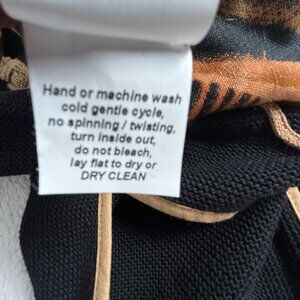 Hand or machine wash
cold gentle cycle,
no spinning / twisting,
turn inside out,
do not bleach,
lay flat to dry or
DRY CLEAN